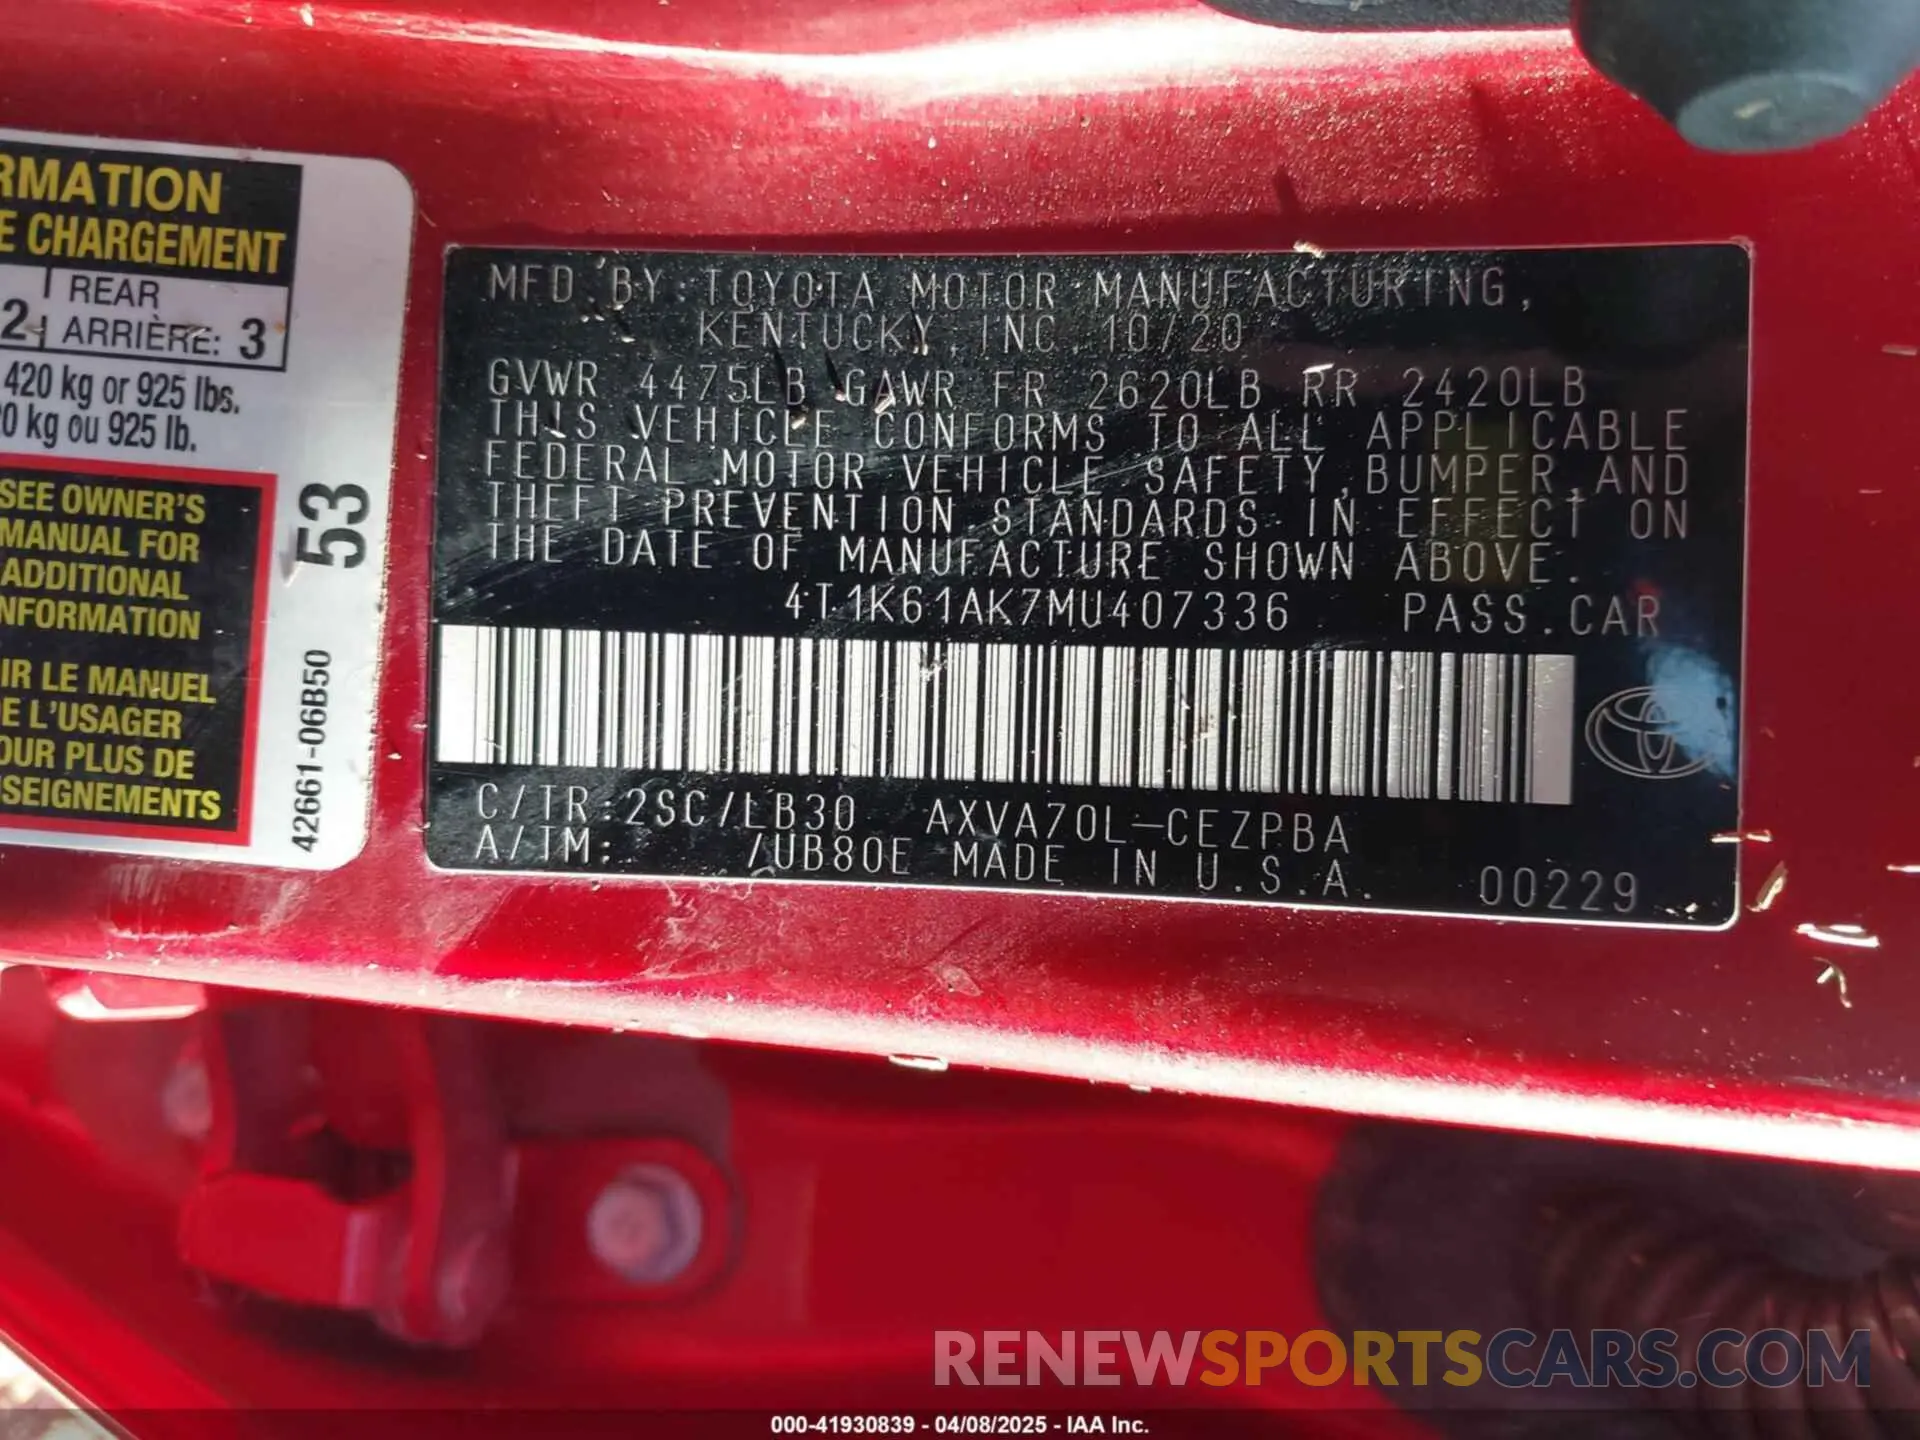 RMATION
E CHARGEMENT
REAR
2 ARRIÈRE: 3
420 kg or 925 lbs.
0 kg ou 925 lb.
SEE OWNER'S
MANUAL FOR
ADDITIONAL
NFORMATION
IR LE MANUEL
E L'USAGER
OUR PLUS DE
SEIGNEMENTS
53
42661-06B50
MFD BY: TOYOTA MOTOR MANUFACTURING,
KENTUCKY, INC. 10/20
GVWR 4475LB GAWR FR 2620LB RR 2420LB
THIS VEHICLE CONFORMS TO ALL APPLICABLE
FEDERAL MOTOR VEHICLE SAFETY, BUMPER, AND
THEFT PREVENTION STANDARDS IN EFFECT ON
THE DATE OF MANUFACTURE SHOWN ABOVE.
4T1K61AK7MU407336 PASS.CAR
C/TR:2SC/LB30 AXVA70L-CEZPBA
A/TM: /UB80E MADE IN U.S.A. 00229
RENEWSPORTSCARS.COM
000-41930839 - 04/08/2025 - IAA Inc.